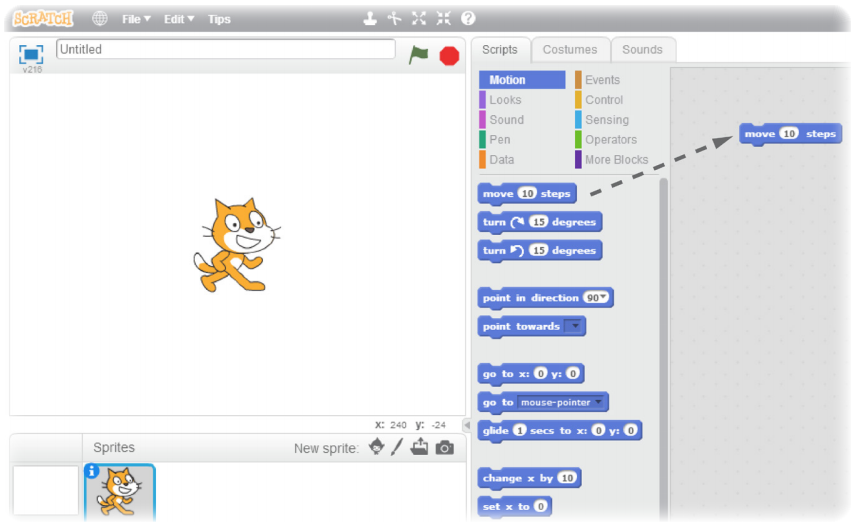 SCRATCH File Edit Tips
Untitled
v216
Scripts Costumes Sounds
Motion Events
Looks Control
Sound Sensing
Pen Operators
Data More Blocks
move 10 steps
move 10 steps
turn 15 degrees
turn 15 degrees
point in direction 90
point towards
go to x: 0 y: 0
go to mouse-pointer
glide 1 secs to x: 0 y: 0
change x by 10
set x to 0
x: 240 y: -24
Sprites New sprite: